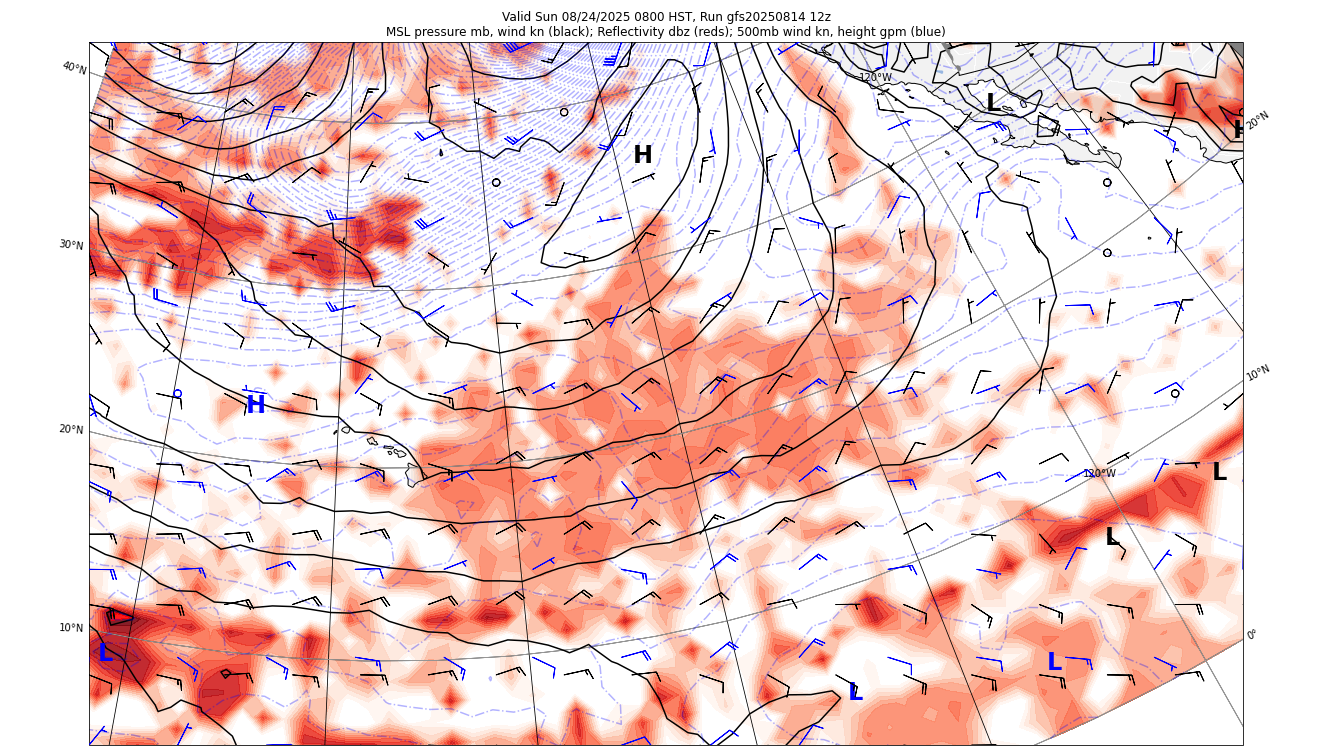 Valid Sun 08/24/2025 0800 HST, Run gfs20250814 12z
MSL pressure mb, wind kn (black); Reflectivity dbz (reds); 500mb wind kn, height gpm (blue)
40°N
120°W
L
20°N
H
H
30°N
10°N
H
20°N
120°W
L
L
10°N
0°
L
L
L